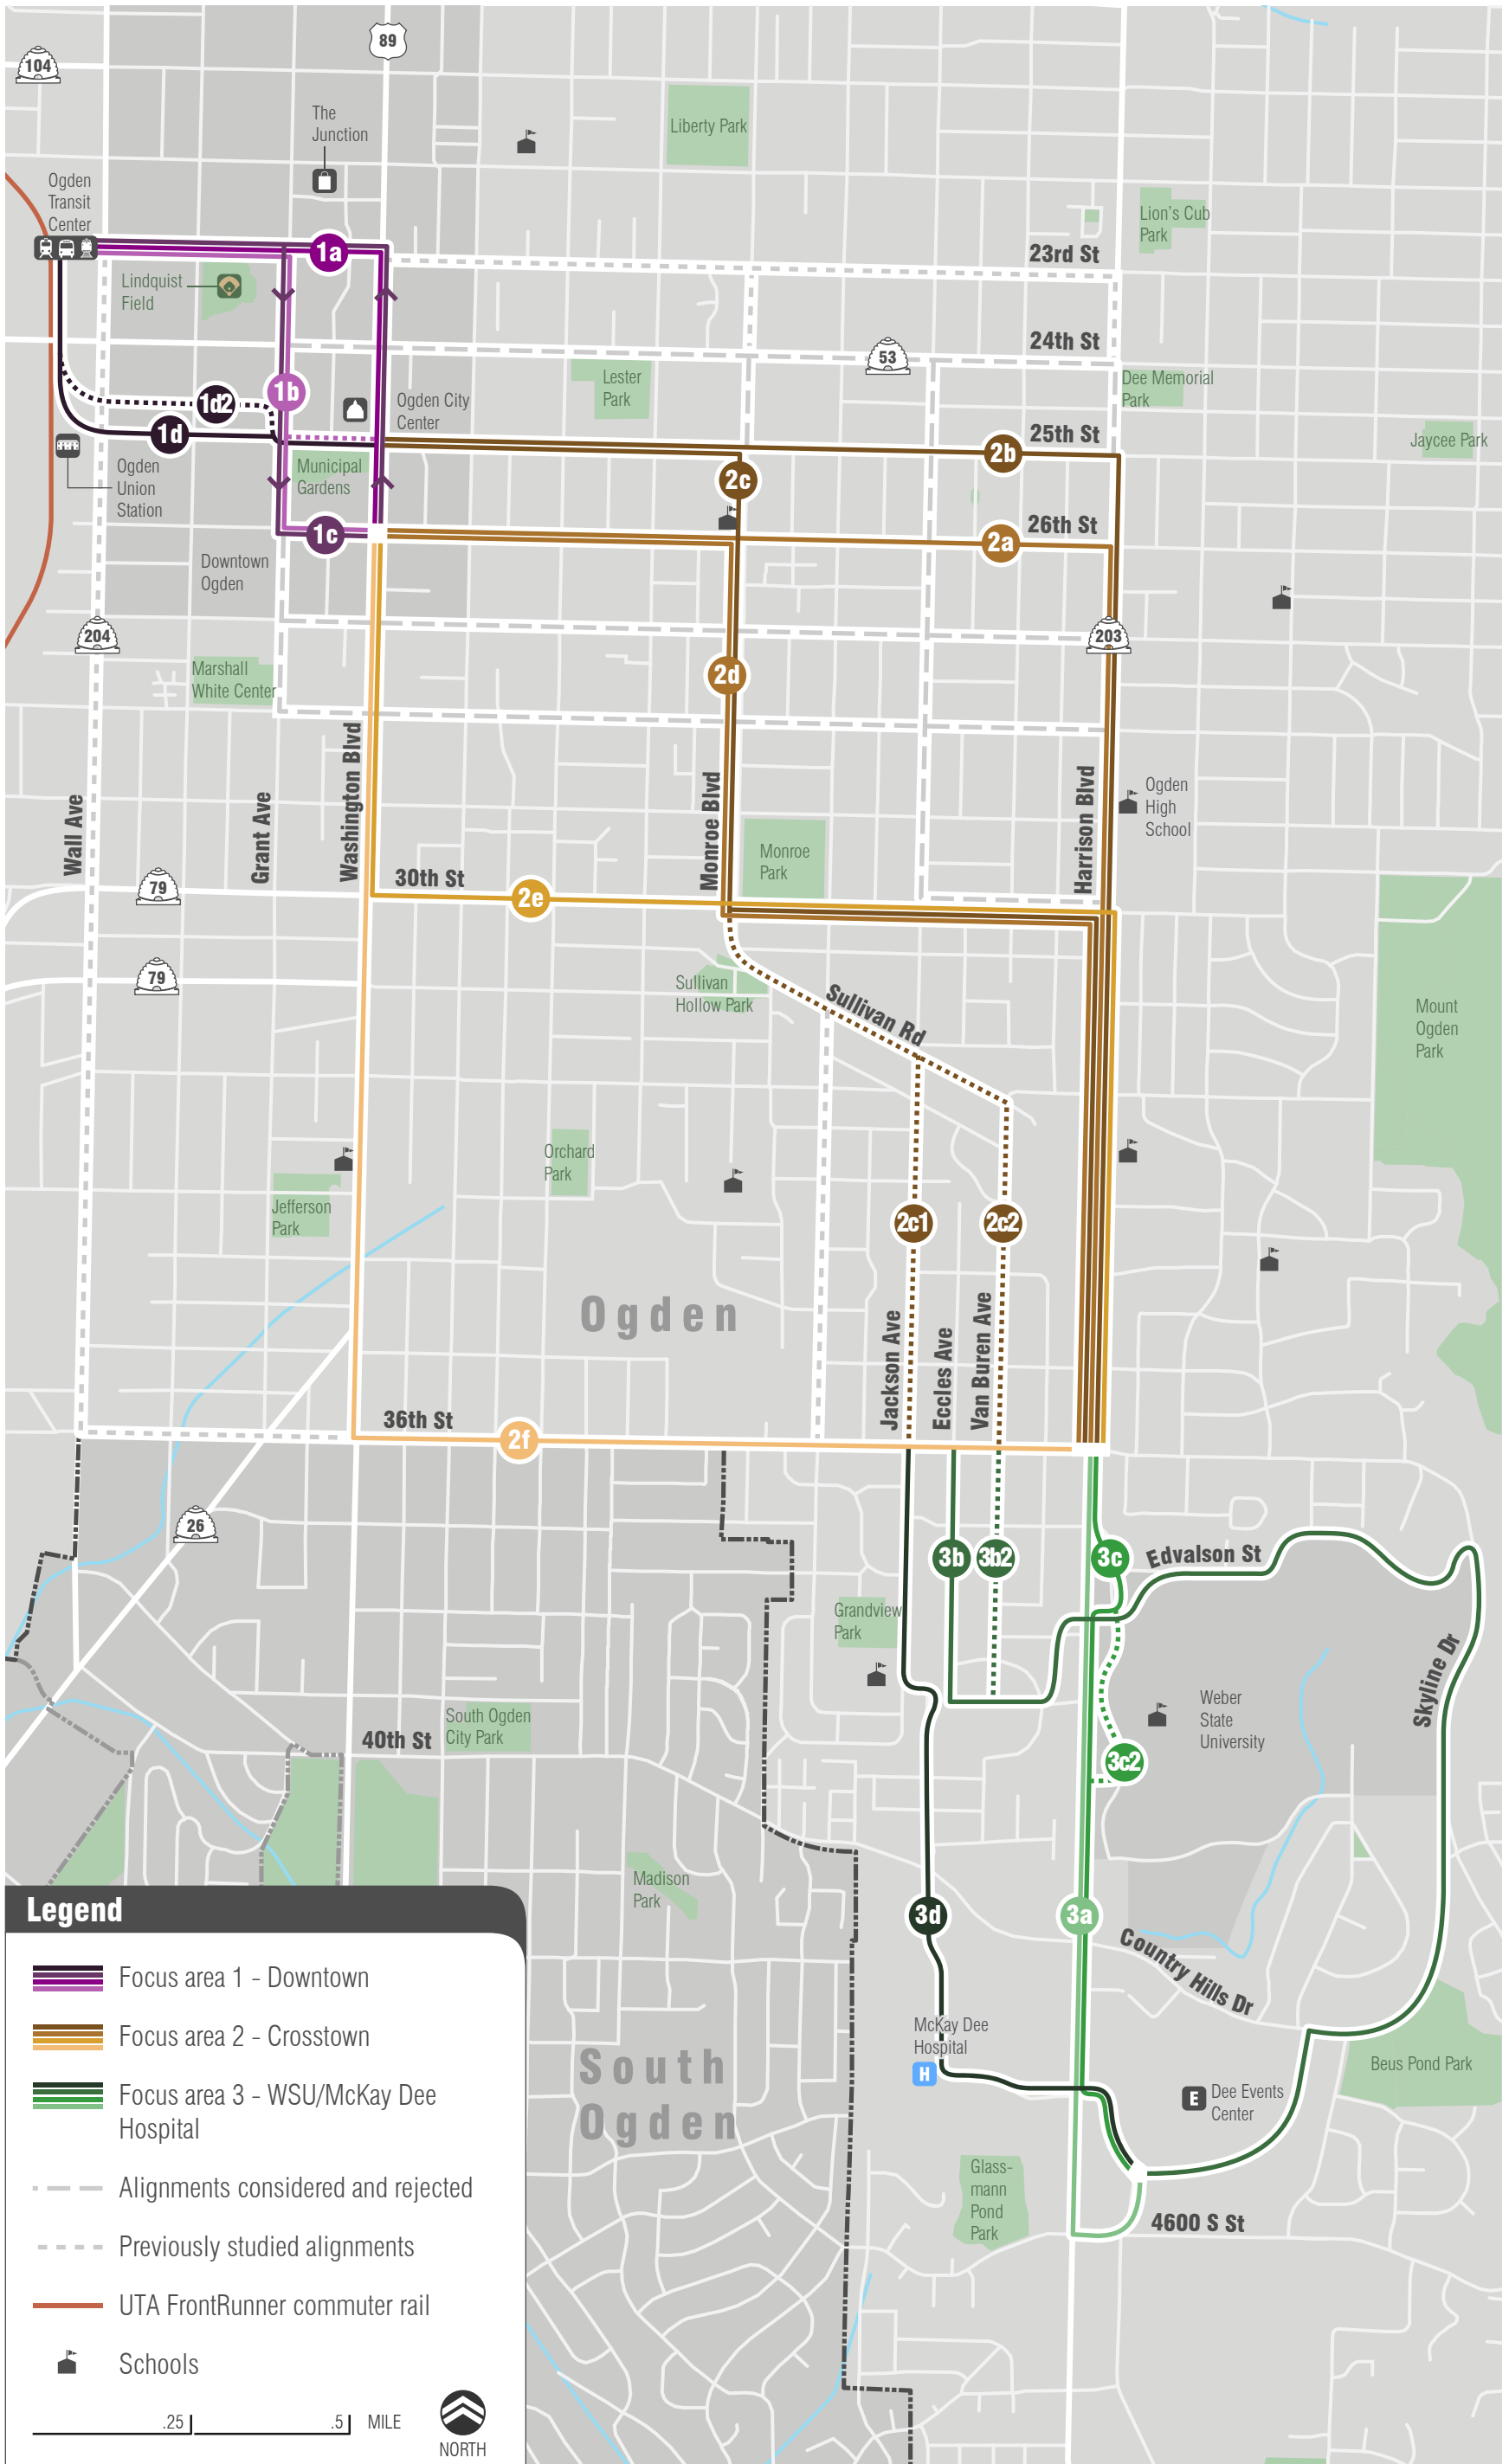 89
104
The
Junction
Liberty Park
Ogden
Transit
Center
Lion's Cub
Park
1a
23rd St
Lindquist
Field
24th St
53
1b
1d2
Lester
Park
Dee Memorial
Park
Ogden City
Center
1d
25th St
2b
Jaycee Park
Ogden
Union
Station
Municipal
Gardens
2c
1c
26th St
2a
Downtown
Ogden
204
203
Marshall
White Center
2d
Wall Ave
Grant Ave
Washington Blvd
Monroe Blvd
Harrison Blvd
Ogden
High
School
Monroe
Park
79
30th St
2e
79
Sullivan
Hollow Park
Sullivan Rd
Mount
Ogden
Park
Orchard
Park
Jefferson
Park
2c1
2c2
Ogden
Jackson Ave
Eccles Ave
Van Buren Ave
36th St
2f
26
3b
3b2
3c
Edvalson St
Grandview
Park
Skyline Dr
Weber
State
University
South Ogden
City Park
40th St
3c2
Madison
Park
3d
3a
Country Hills Dr
McKay Dee
Hospital
H
South
Ogden
Beus Pond Park
E
Dee Events
Center
Glass-
mann
Pond
Park
4600 S St
Legend
Focus area 1 - Downtown
Focus area 2 - Crosstown
Focus area 3 - WSU/McKay Dee
Hospital
Alignments considered and rejected
Previously studied alignments
UTA FrontRunner commuter rail
Schools
.25 .5 MILE
NORTH